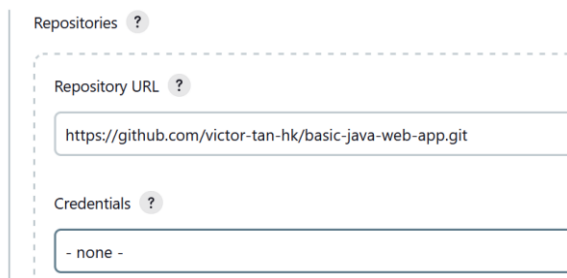 Repositories ?
Repository URL ?
https://github.com/victor-tan-hk/basic-java-web-app.git
Credentials ?
- none -